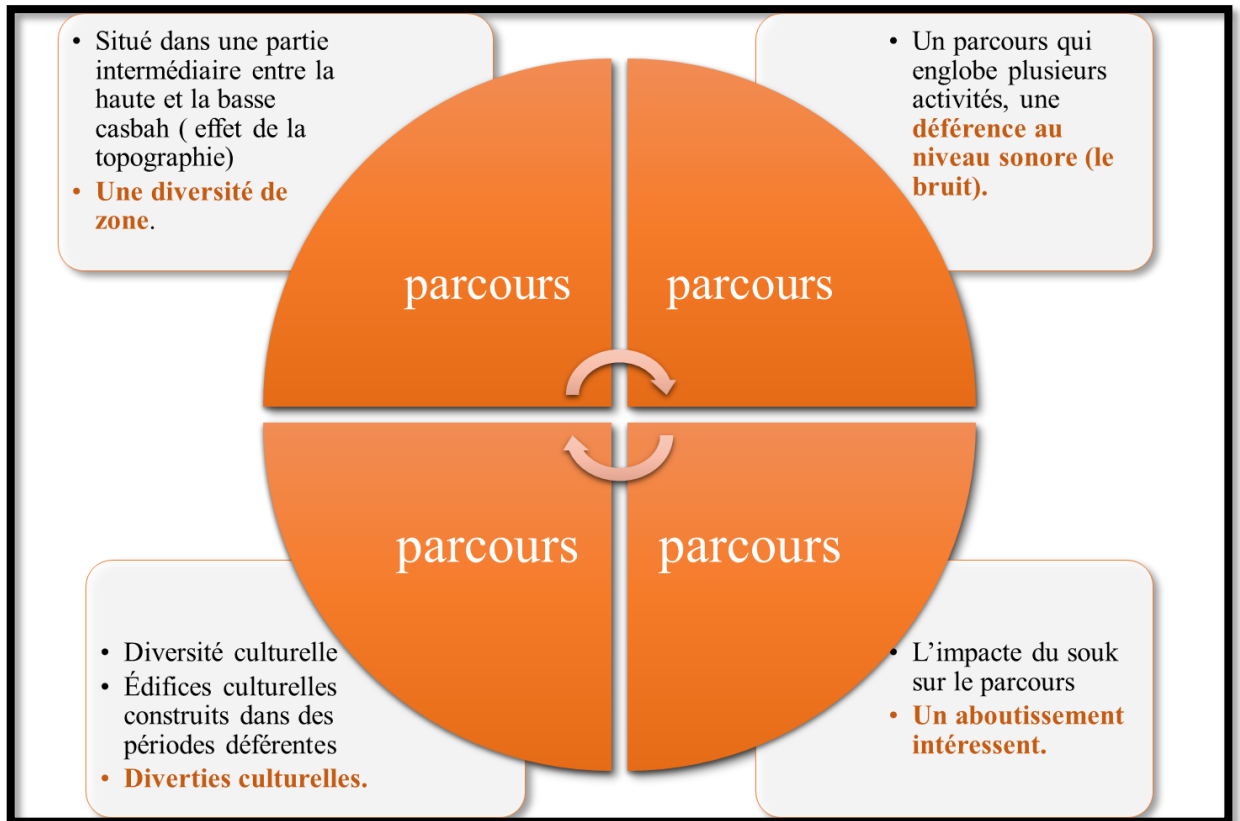 • Situé dans une partie
intermédiaire entre la
haute et la basse
casbah ( effet de la
topographie)
• Une diversité de
zone.
• Un parcours qui
englobe plusieurs
activités, une
déférence au
niveau sonore (le
bruit).
parcours
parcours
parcours
parcours
• Diversité culturelle
• Édifices culturelles
construits dans des
périodes déférentes
• Diverties culturelles.
• L’impacte du souk
sur le parcours
• Un aboutissement
intéressent.